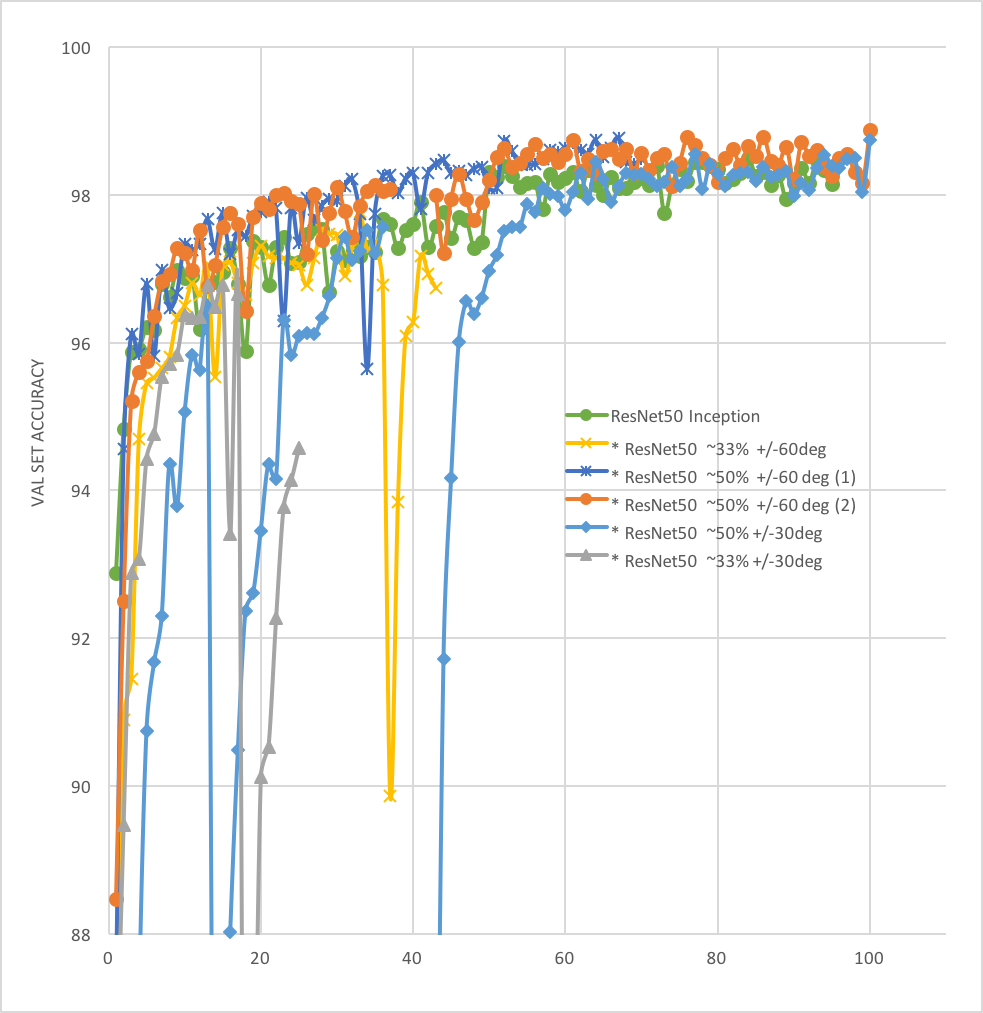 100
98
96
94
92
90
88
VAL SET ACCURACY
ResNet50 Inception
* ResNet50 ~33% +/-60deg
* ResNet50 ~50% +/-60 deg (1)
* ResNet50 ~50% +/-60 deg (2)
* ResNet50 ~50% +/-30deg
* ResNet50 ~33% +/-30deg
0 20 40 60 80 100